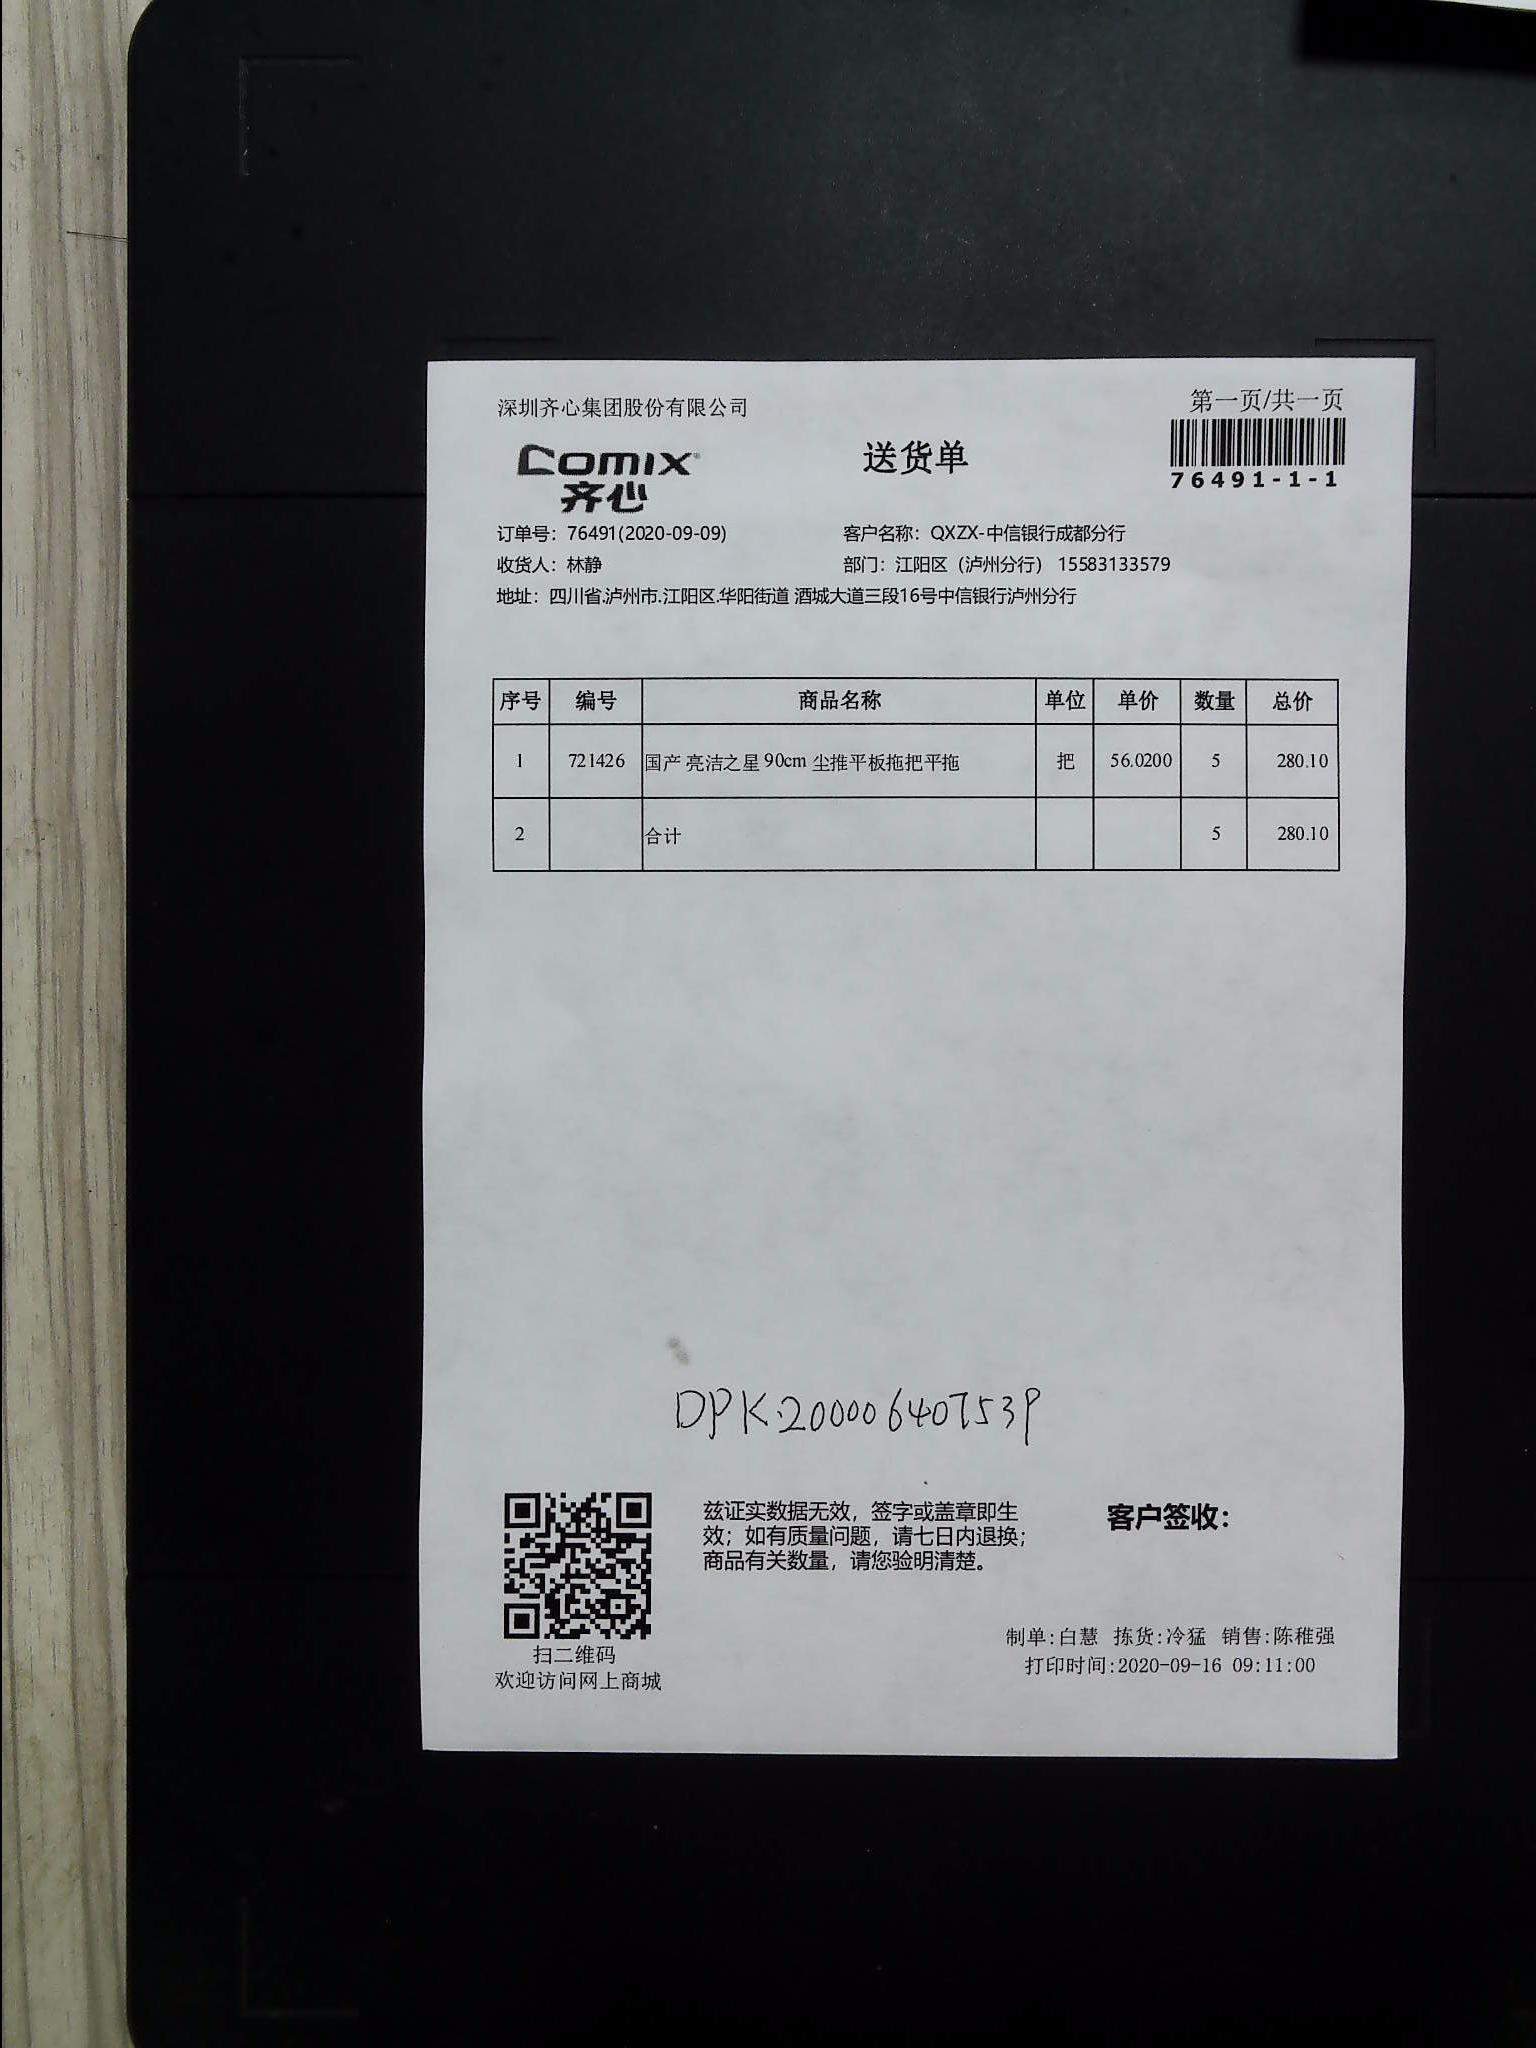 深圳齐心集团股份有限公司
第一页/共一页
comix
齐心
送货单
76491-1-1
订单号：76491(2020-09-09)
客户名称：QXZX-中信银行成都分行
收货人：林静
部门：江阳区（泸州分行） 15583133579
地址：四川省.泸州市.江阳区.华阳街道 酒城大道三段16号中信银行泸州分行
序号 编号 商品名称 单位 单价 数量 总价
1 721426 国产 亮洁之星 90cm 尘推平板拖把平拖 把 56.0200 5 280.10
2 合计 5 280.10
DPK200006407539
兹证实数据无效，签字或盖章即生
效；如有质量问题，请七日内退换；
商品有关数量，请您验明清楚。
客户签收：
扫二维码
欢迎访问网上商城
制单:白慧 拣货:冷猛 销售:陈稚强
打印时间:2020-09-16 09:11:00